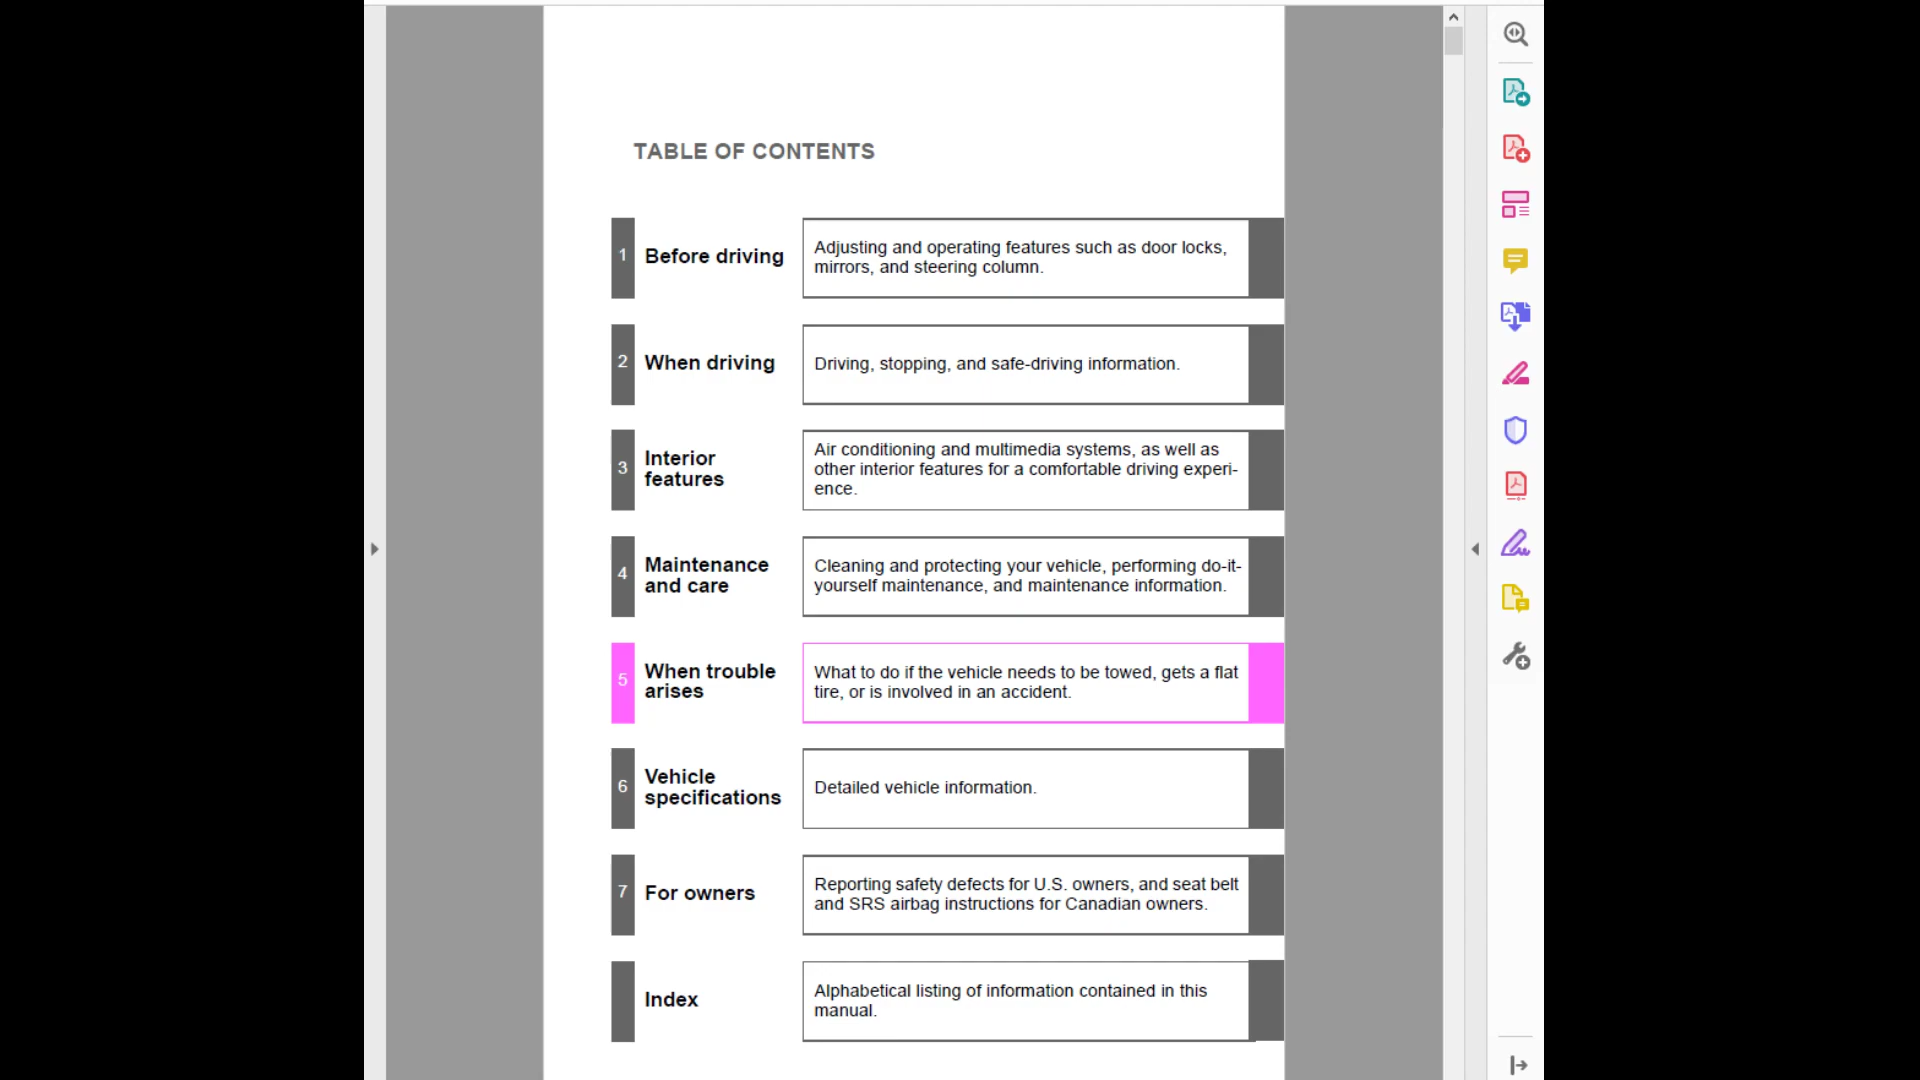 TABLE OF CONTENTS
1
Before driving
Adjusting and operating features such as door locks,
mirrors, and steering column.
2
When driving
Driving, stopping, and safe-driving information.
3
Interior
features
Air conditioning and multimedia systems, as well as
other interior features for a comfortable driving experi-
ence.
4
Maintenance
and care
Cleaning and protecting your vehicle, performing do-it-
yourself maintenance, and maintenance information.
5
When trouble
arises
What to do if the vehicle needs to be towed, gets a flat
tire, or is involved in an accident.
6
Vehicle
specifications
Detailed vehicle information.
7
For owners
Reporting safety defects for U.S. owners, and seat belt
and SRS airbag instructions for Canadian owners.
Index
Alphabetical listing of information contained in this
manual.